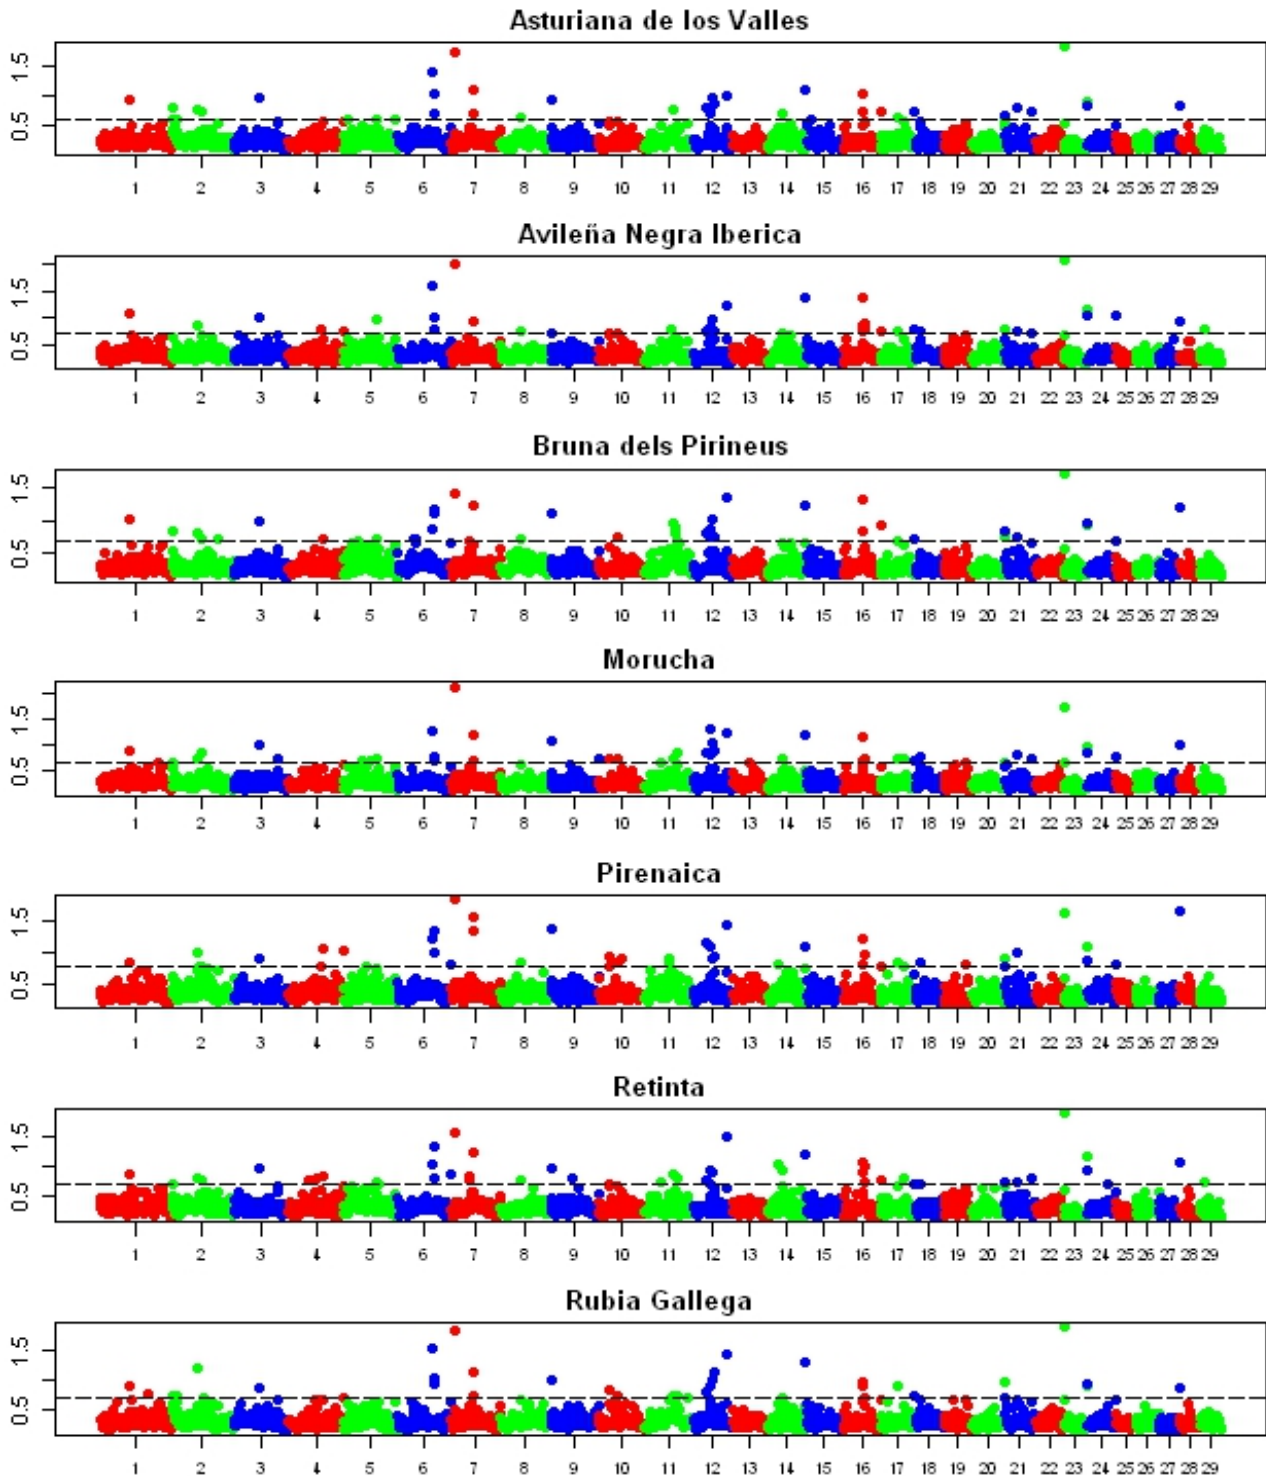 Asturiana de los Valles
1.5
0.5
1 2 3 4 5 6 7 8 9 10 11 12 13 14 15 16 17 18 19 20 21 22 23 24 25 26 27 28 29
Avileña Negra Iberica
1.5
0.5
1 2 3 4 5 6 7 8 9 10 11 12 13 14 15 16 17 18 19 20 21 22 23 24 25 26 27 28 29
Bruna dels Pirineus
1.5
0.5
1 2 3 4 5 6 7 8 9 10 11 12 13 14 15 16 17 18 19 20 21 22 23 24 25 26 27 28 29
Morucha
1.5
0.5
1 2 3 4 5 6 7 8 9 10 11 12 13 14 15 16 17 18 19 20 21 22 23 24 25 26 27 28 29
Pirenaica
1.5
0.5
1 2 3 4 5 6 7 8 9 10 11 12 13 14 15 16 17 18 19 20 21 22 23 24 25 26 27 28 29
Retinta
1.5
0.5
1 2 3 4 5 6 7 8 9 10 11 12 13 14 15 16 17 18 19 20 21 22 23 24 25 26 27 28 29
Rubia Gallega
1.5
0.5
1 2 3 4 5 6 7 8 9 10 11 12 13 14 15 16 17 18 19 20 21 22 23 24 25 26 27 28 29